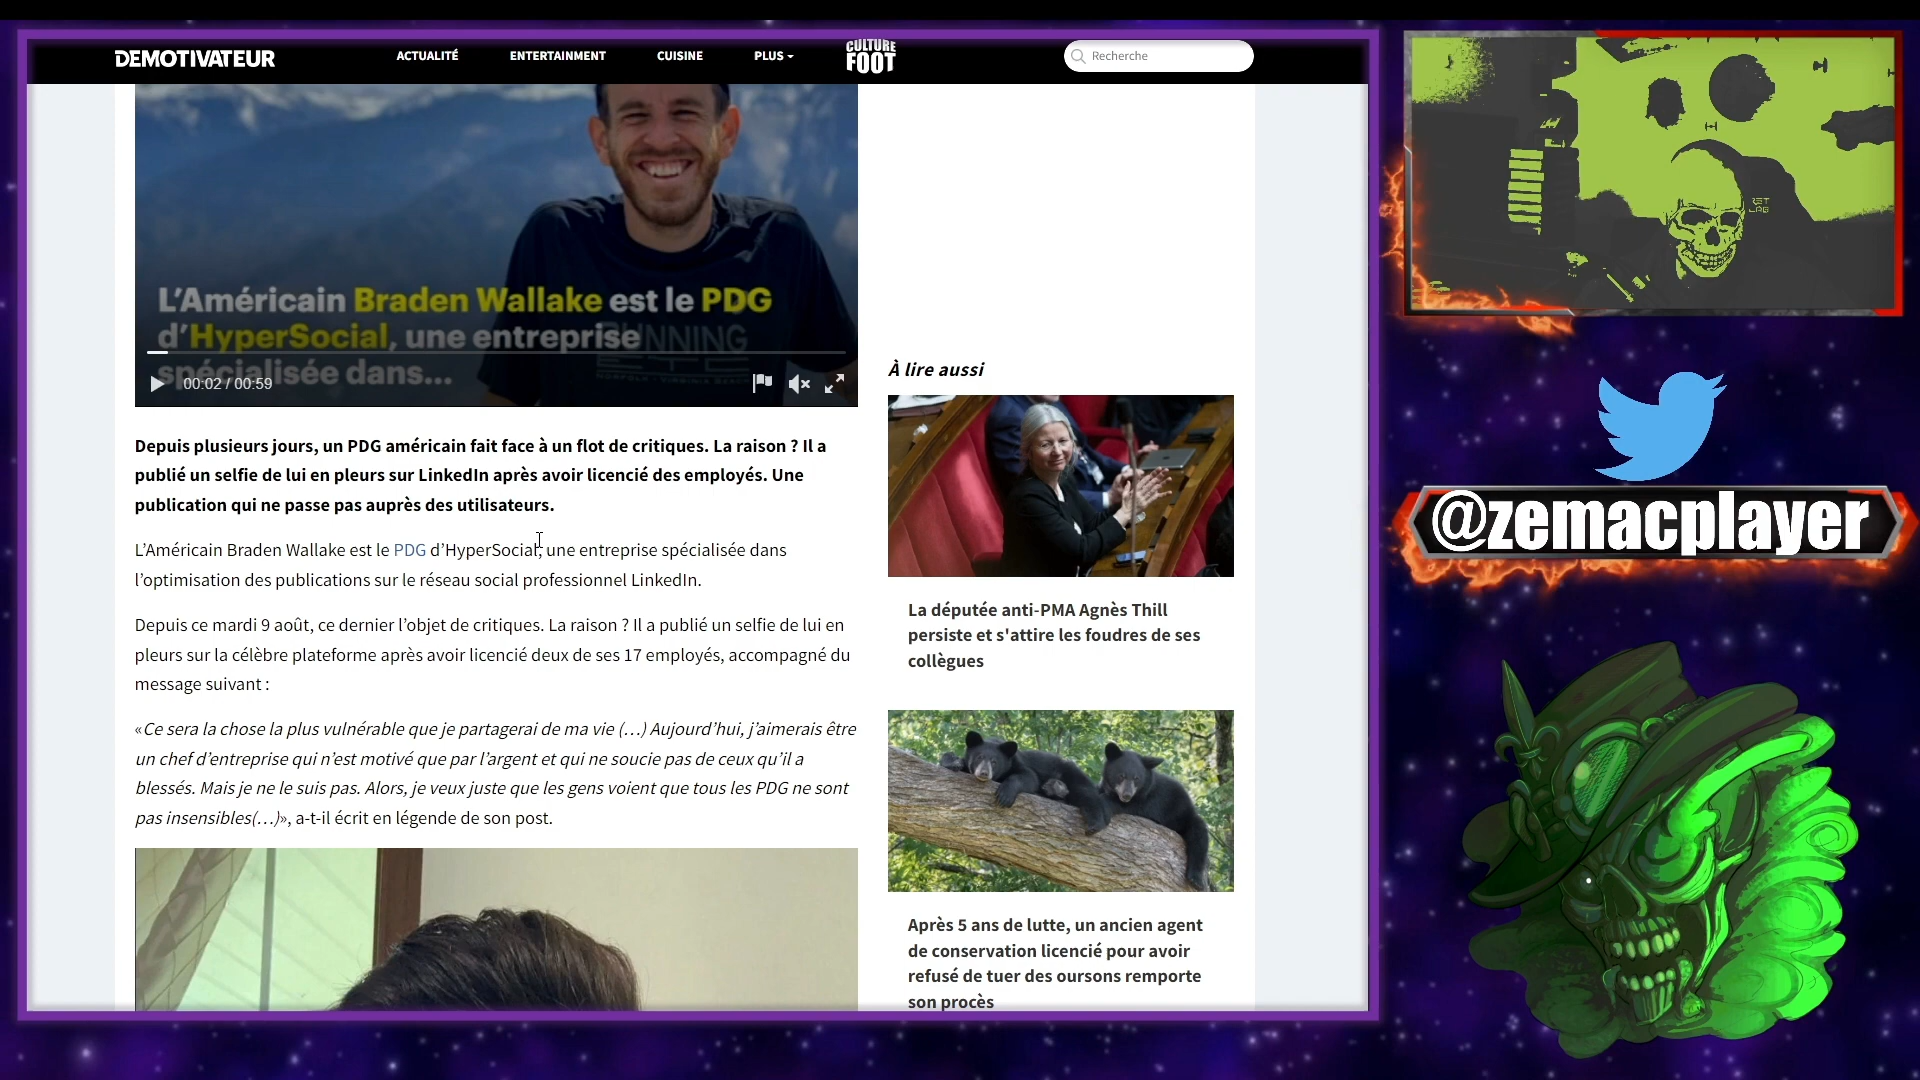 DEMOTIVATEUR
ACTUALITÉ
ENTERTAINMENT
CUISINE
PLUS
CULTURE
FOOT
Recherche
L'Américain Braden Wallake est le PDG
d'HyperSocial, une entreprise
spécialisée dans...
00:02 / 00:59
Depuis plusieurs jours, un PDG américain fait face à un flot de critiques. La raison ? Il a
publié un selfie de lui en pleurs sur LinkedIn après avoir licencié des employés. Une
publication qui ne passe pas auprès des utilisateurs.
L’Américain Braden Wallake est le PDG d’HyperSocial, une entreprise spécialisée dans
l’optimisation des publications sur le réseau social professionnel LinkedIn.
Depuis ce mardi 9 août, ce dernier l’objet de critiques. La raison ? Il a publié un selfie de lui en
pleurs sur la célèbre plateforme après avoir licencié deux de ses 17 employés, accompagné du
message suivant :
«Ce sera la chose la plus vulnérable que je partagerai de ma vie (…) Aujourd’hui, j’aimerais être
un chef d’entreprise qui n’est motivé que par l’argent et qui ne soucie pas de ceux qu’il a
blessés. Mais je ne le suis pas. Alors, je veux juste que les gens voient que tous les PDG ne sont
pas insensibles(…)», a-t-il écrit en légende de son post.
À lire aussi
La députée anti-PMA Agnès Thill
persiste et s'attire les foudres de ses
collègues
Après 5 ans de lutte, un ancien agent
de conservation licencié pour avoir
refusé de tuer des oursons remporte
son procès
@zemacplayer